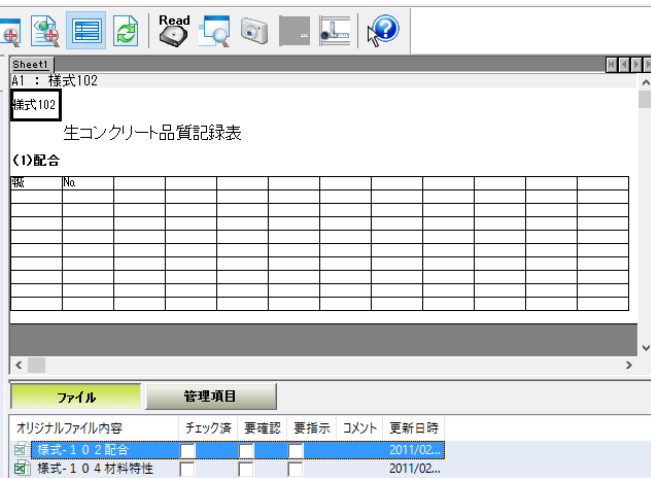 Read
Sheet1
A1 : 様式102
様式102
生コンクリート品質記録表
(1)配合
No.
ファイル 管理項目
オリジナルファイル内容 チェック済 要確認 要指示 コメント 更新日時
様式-102配合 2011/02...
様式-104材料特性 2011/02...